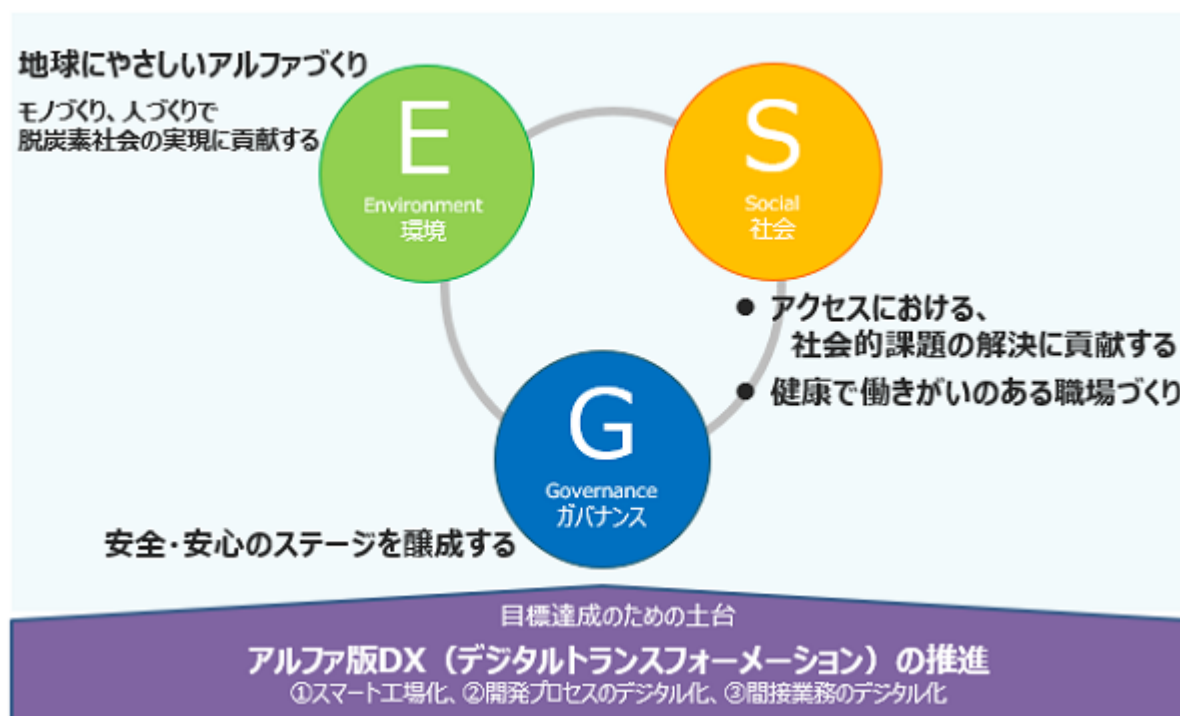 地球にやさしいアルファづくり
モノづくり、人づくりで
脱炭素社会の実現に貢献する
E
Environment
環境
S
Social
社会
● アクセスにおける、
社会的課題の解決に貢献する
● 健康で働きがいのある職場づくり
G
Governance
ガバナンス
安全・安心のステージを醸成する
目標達成のための土台
アルファ版DX(デジタルトランスフォーメーション)の推進
①スマート工場化、②開発プロセスのデジタル化、③間接業務のデジタル化